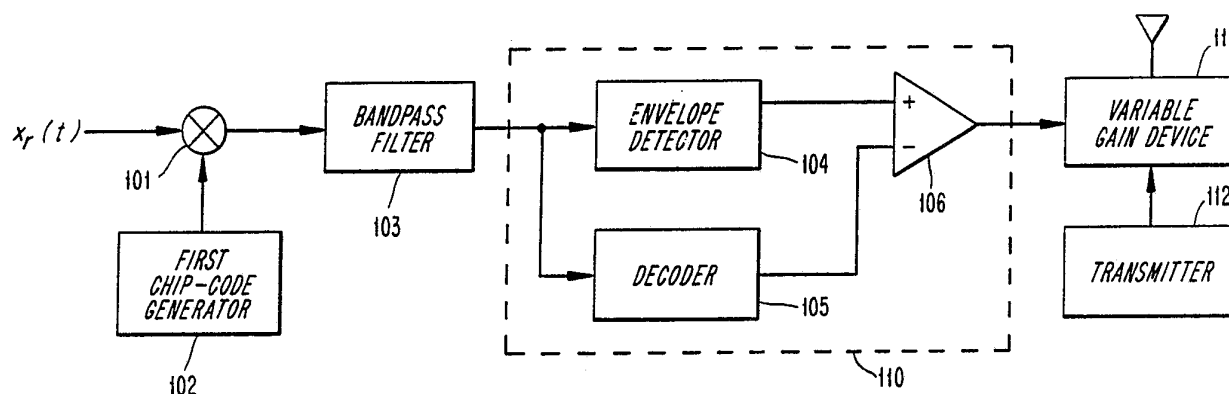 x_r(t)
101
FIRST
CHIP-CODE
GENERATOR
102
BANDPASS
FILTER
103
ENVELOPE
DETECTOR
104
DECODER
105
+
−
106
110
VARIABLE
GAIN DEVICE
11
TRANSMITTER
112